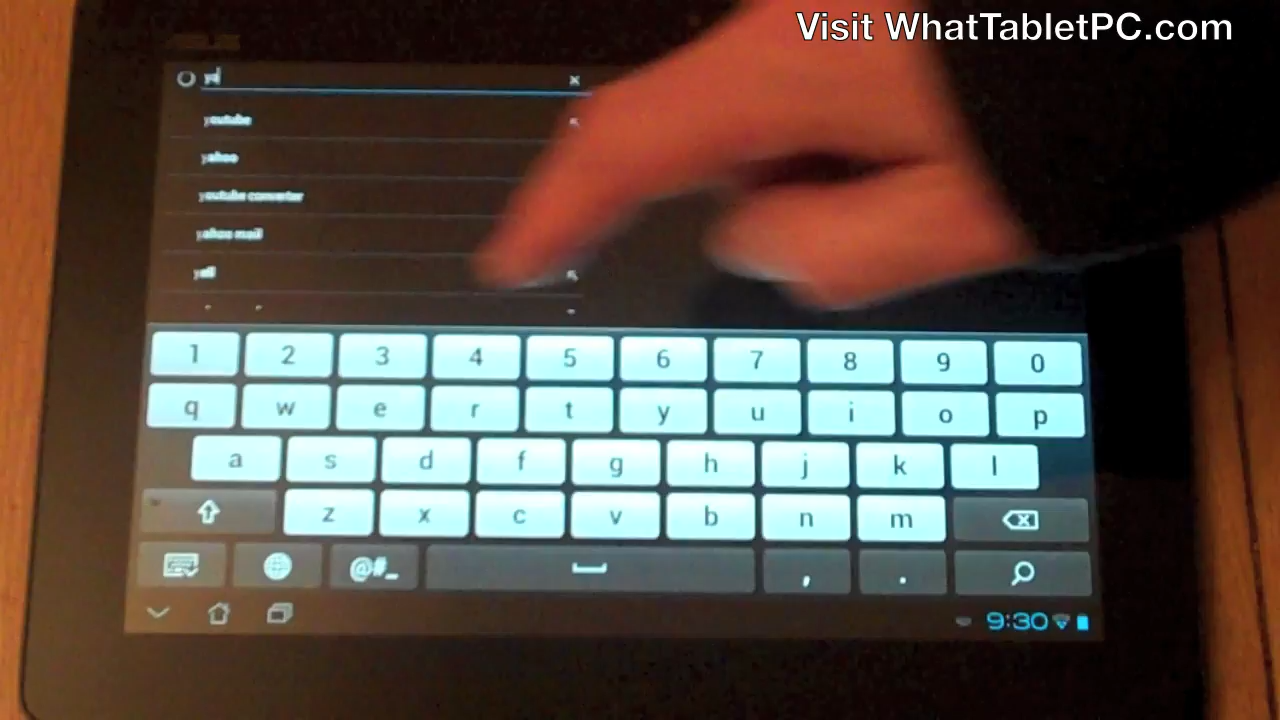 Visit WhatTabletPC.com
youtube
yahoo
youtube converter
yahoo mail
yell
1 2 3 4 5 6 7 8 9 0
q w e r t y u i o p
a s d f g h j k l
z x c v b n m
@#_ , .
9:30